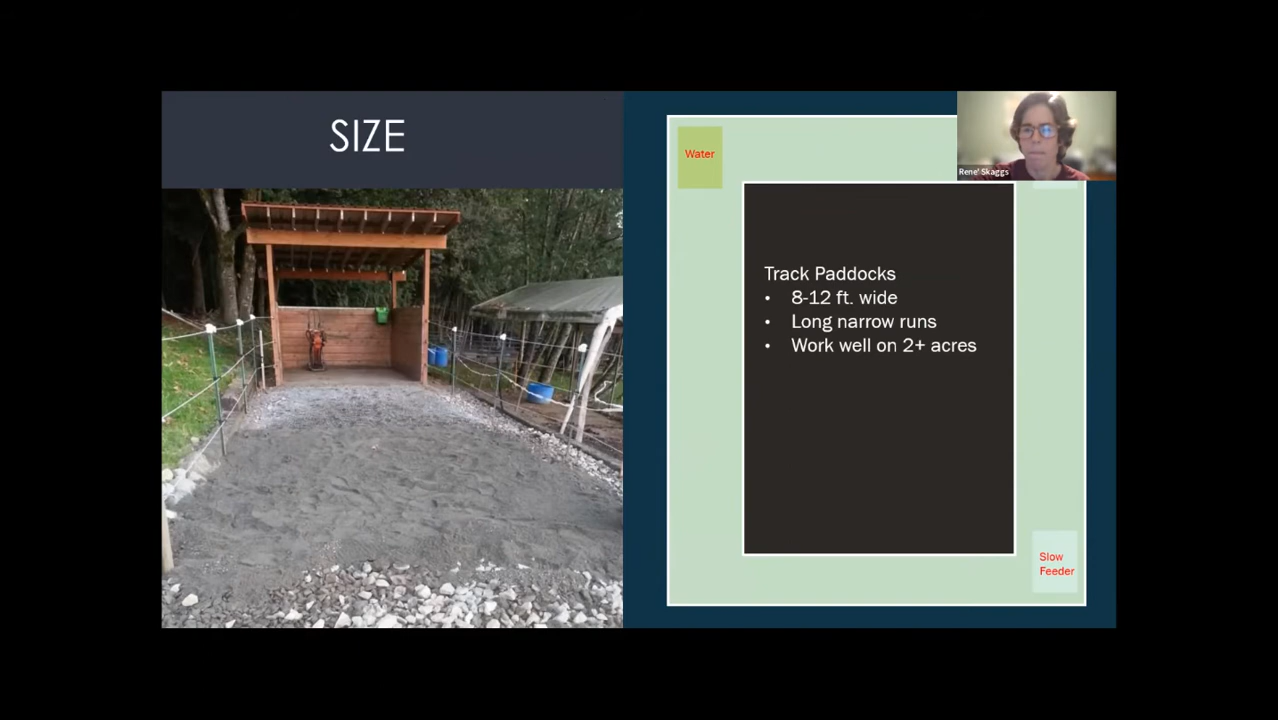 SIZE
Water
Rene' Skaggs
Track Paddocks
• 8-12 ft. wide
• Long narrow runs
• Work well on 2+ acres
Slow
Feeder